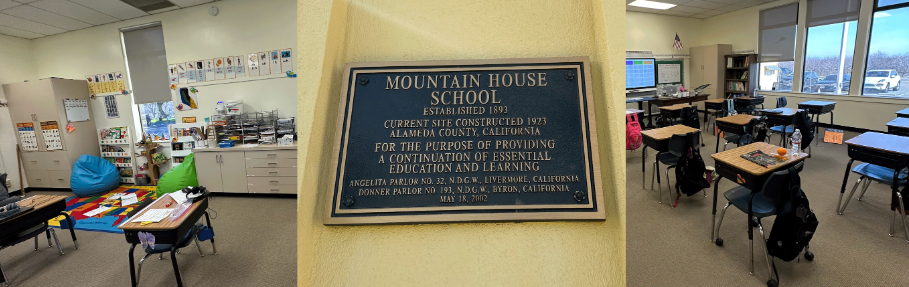 MOUNTAIN HOUSE
SCHOOL
ESTABLISHED 1893
CURRENT SITE CONSTRUCTED 1923
ALAMEDA COUNTY, CALIFORNIA
FOR THE PURPOSE OF PROVIDING
A CONTINUATION OF ESSENTIAL
EDUCATION AND LEARNING
ANGELITA PARLOR NO. 32, N.D.G.W., LIVERMORE, CALIFORNIA
DONNER PARLOR NO. 193, N.D.G.W., BYRON, CALIFORNIA
MAY 18, 2002